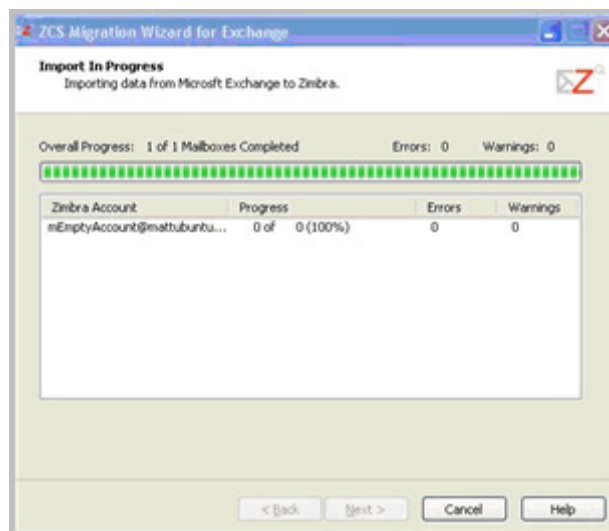 ZCS Migration Wizard for Exchange
Import In Progress
Importing data from Microsft Exchange to Zimbra.
Z
Overall Progress: 1 of 1 Mailboxes Completed Errors: 0 Warnings: 0
Zimbra Account Progress Errors Warnings
mEmptyAccount@mattubuntu... 0 of 0 (100%) 0 0
< Back Next > Cancel Help